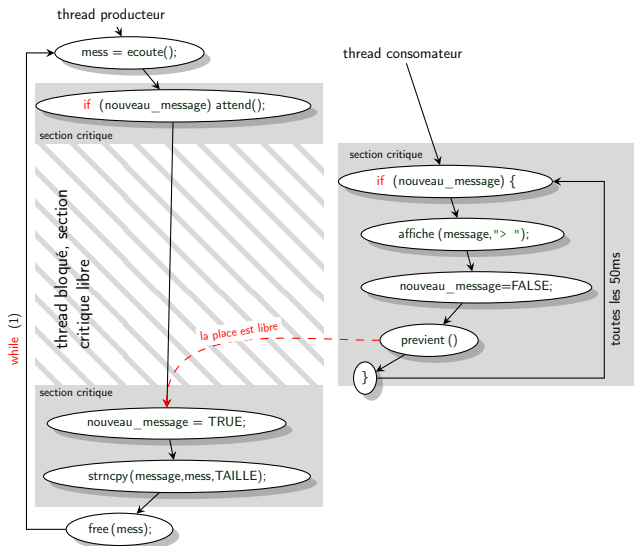 thread producteur
mess = ecoute();
if (nouveau_message) attend();
section critique
thread bloqué, section
critique libre
while (1)
section critique
nouveau_message = TRUE;
strncpy(message,mess,TAILLE);
free(mess);
la place est libre
thread consomateur
section critique
if (nouveau_message) {
affiche(message,"> ");
nouveau_message=FALSE;
previent()
}
toutes les 50ms